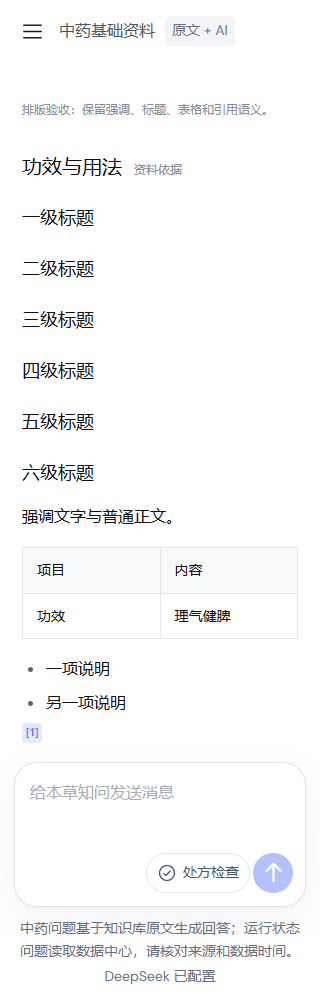 中药基础资料 原文 + AI
排版验收：保留强调、标题、表格和引用语义。
功效与用法 资料依据
一级标题
二级标题
三级标题
四级标题
五级标题
六级标题
强调文字与普通正文。
项目 内容
功效 理气健脾
一项说明
另一项说明
[1]
给本草知问发送消息
处方检查
中药问题基于知识库原文生成回答；运行状态
问题读取数据中心，请核对来源和数据时间。
DeepSeek 已配置